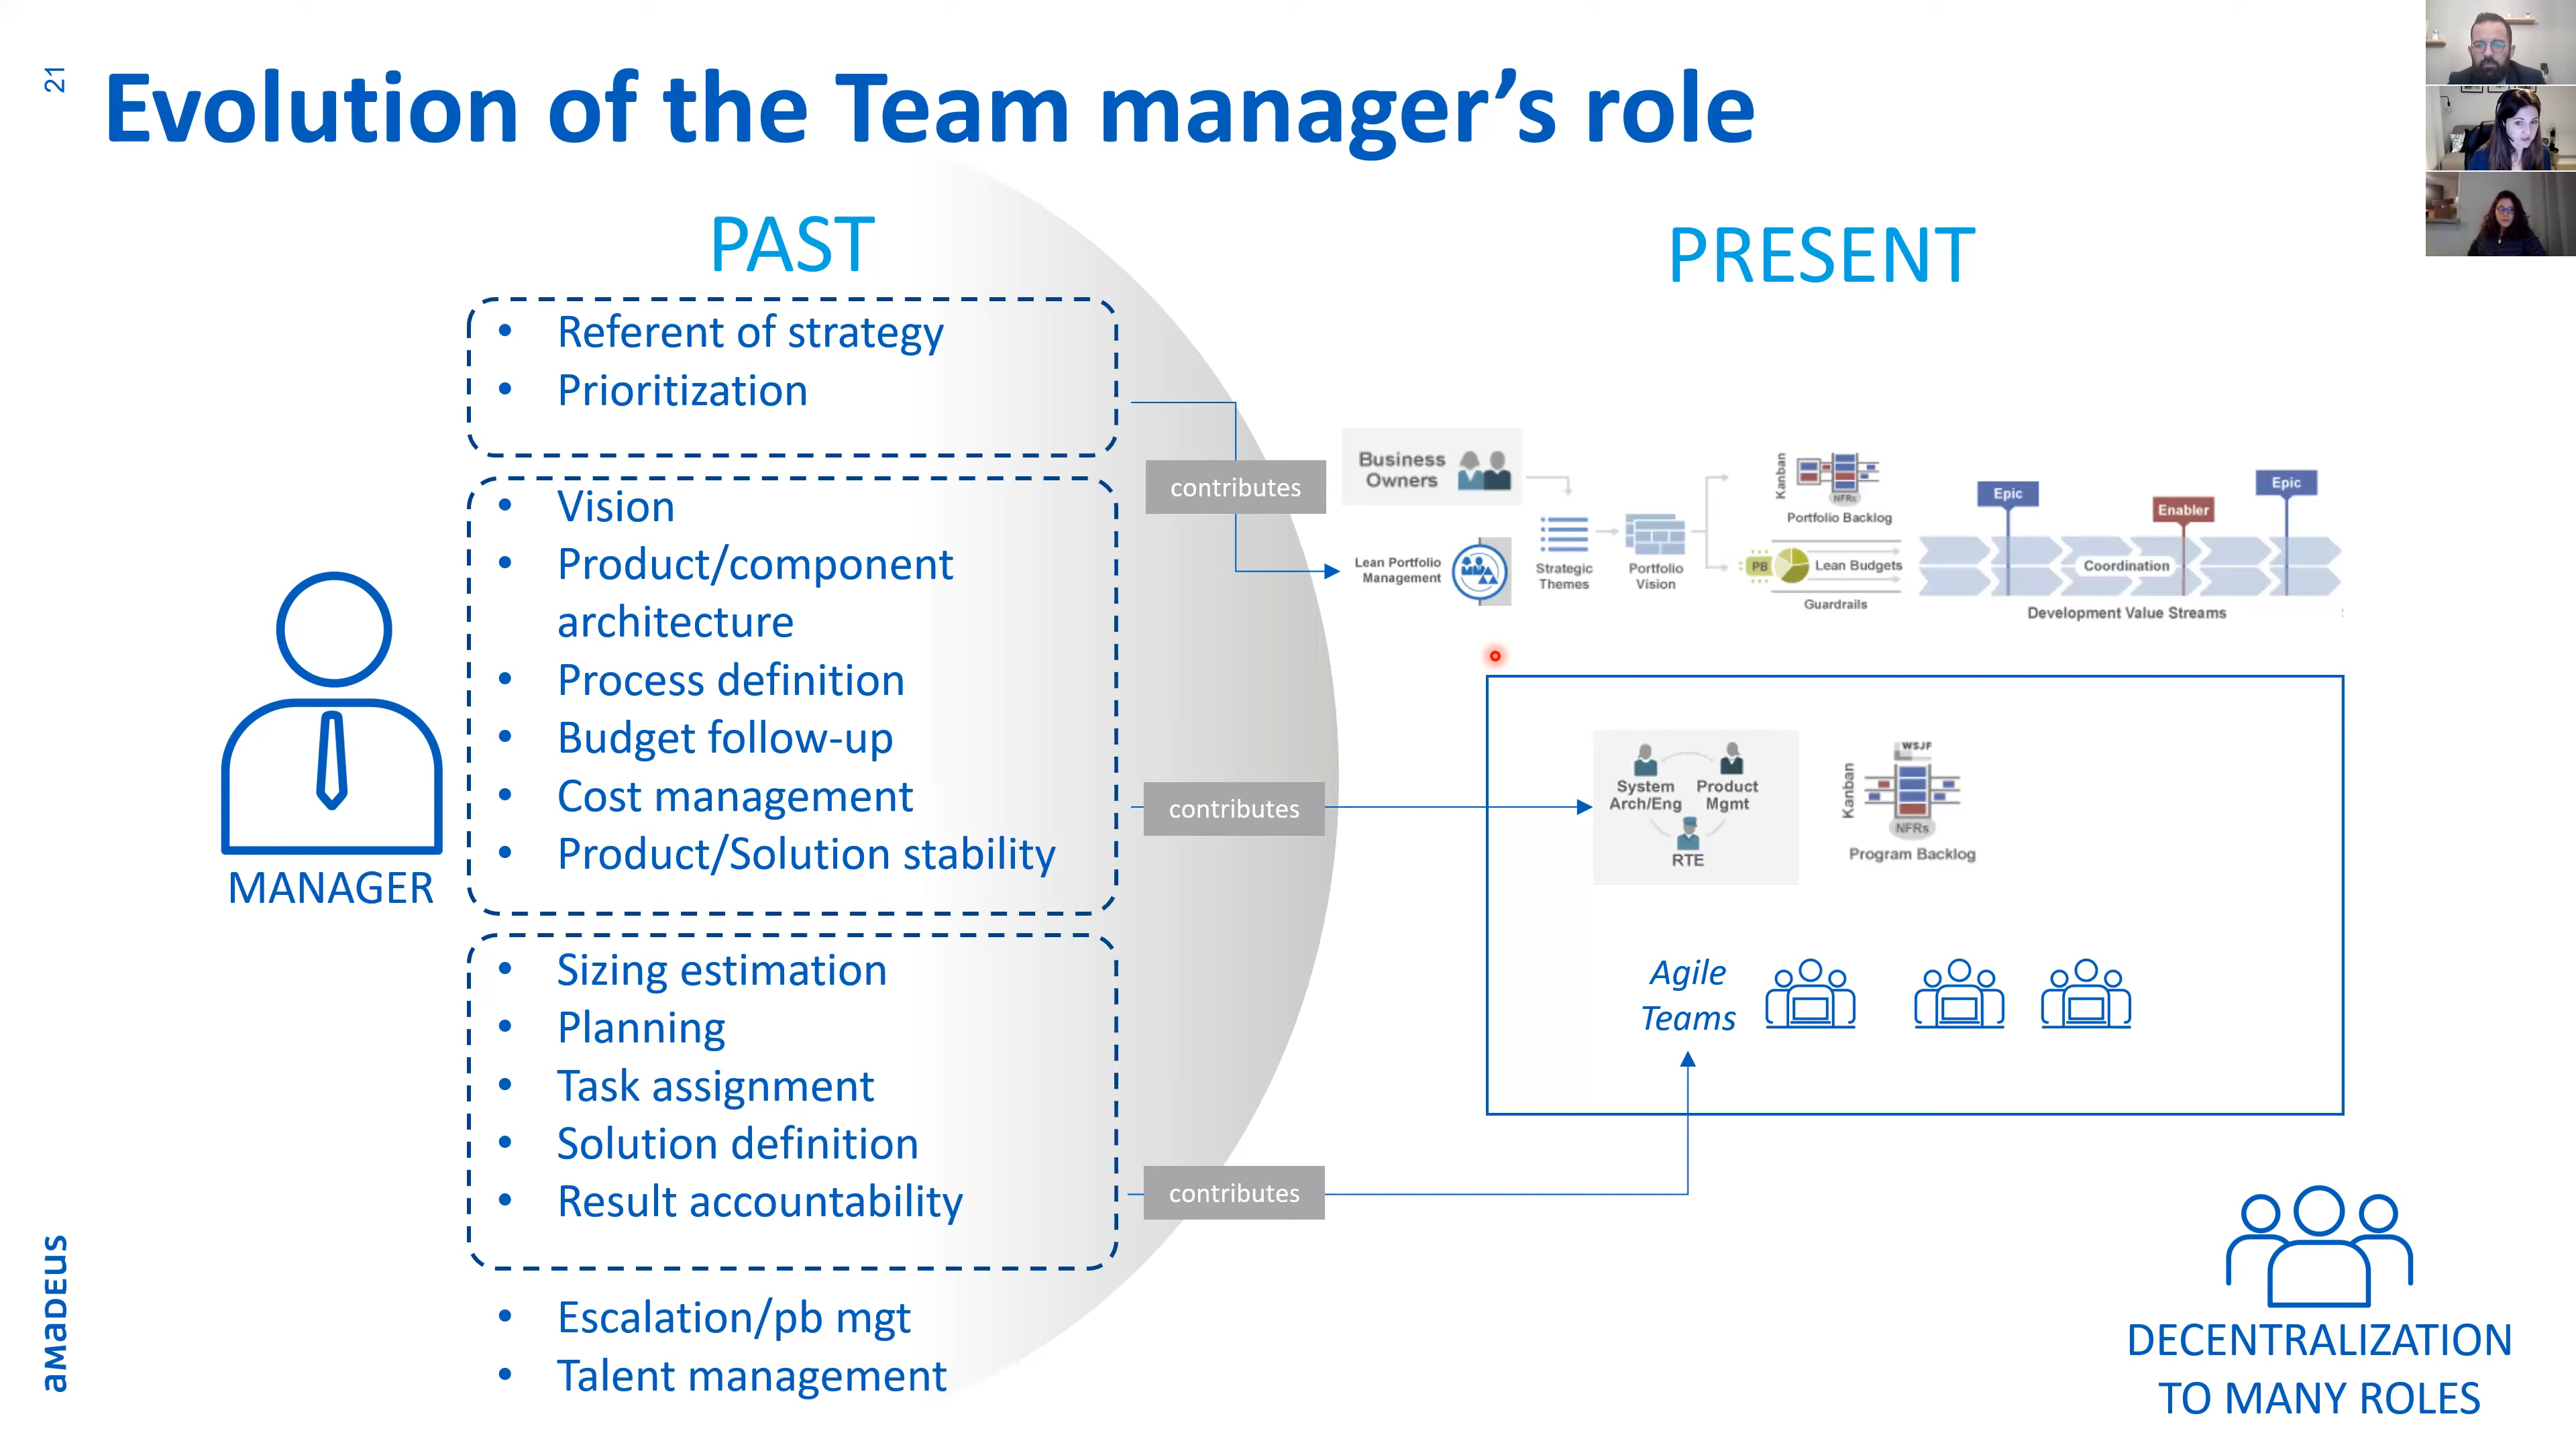 21
Evolution of the Team manager’s role
PAST
PRESENT
• Referent of strategy
• Prioritization
• Vision
• Product/component
architecture
• Process definition
• Budget follow-up
• Cost management
• Product/Solution stability
• Sizing estimation
• Planning
• Task assignment
• Solution definition
• Result accountability
• Escalation/pb mgt
• Talent management
MANAGER
contributes
contributes
contributes
Business
Owners
Lean Portfolio
Management
Strategic
Themes
Portfolio
Vision
Kanban
NFRs
Portfolio Backlog
PB
Lean Budgets
Guardrails
Epic
Enabler
Epic
Coordination
Development Value Streams
System
Arch/Eng
Product
Mgmt
RTE
WSJF
Kanban
NFRs
Program Backlog
Agile
Teams
DECENTRALIZATION
TO MANY ROLES
aMaDEUS